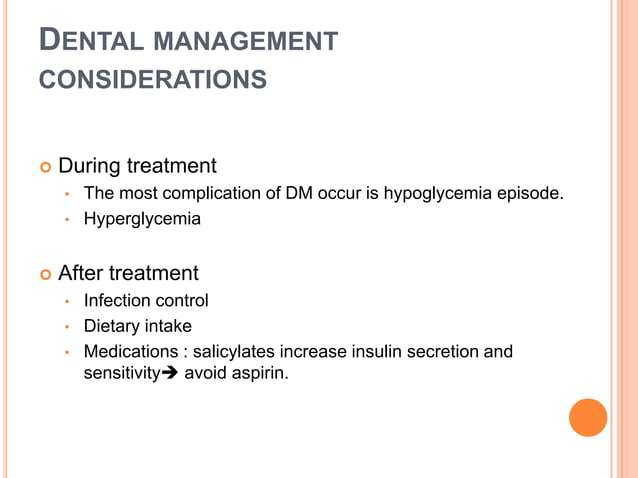 DENTAL MANAGEMENT
CONSIDERATIONS
During treatment
• The most complication of DM occur is hypoglycemia episode.
• Hyperglycemia
After treatment
• Infection control
• Dietary intake
• Medications : salicylates increase insulin secretion and
sensitivity➔ avoid aspirin.